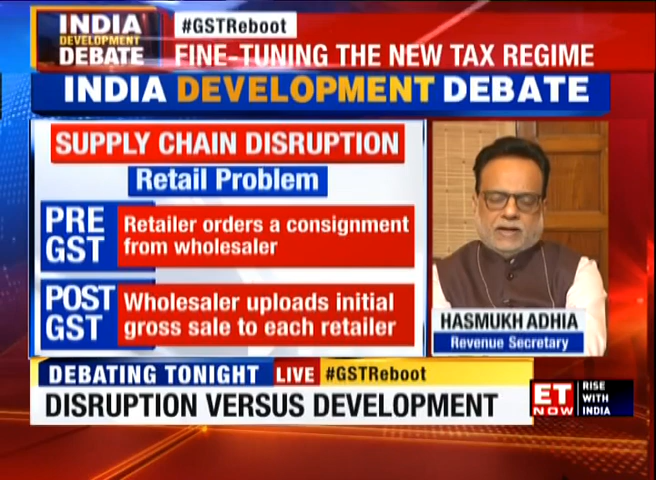 INDIA
DEVELOPMENT
DEBATE
#GSTReboot
FINE-TUNING THE NEW TAX REGIME
INDIA DEVELOPMENT DEBATE
SUPPLY CHAIN DISRUPTION
Retail Problem
PRE
GST
Retailer orders a consignment
from wholesaler
POST
GST
Wholesaler uploads initial
gross sale to each retailer
HASMUKH ADHIA
Revenue Secretary
DEBATING TONIGHT LIVE #GSTReboot
DISRUPTION VERSUS DEVELOPMENT
ET
NOW
RISE
WITH
INDIA